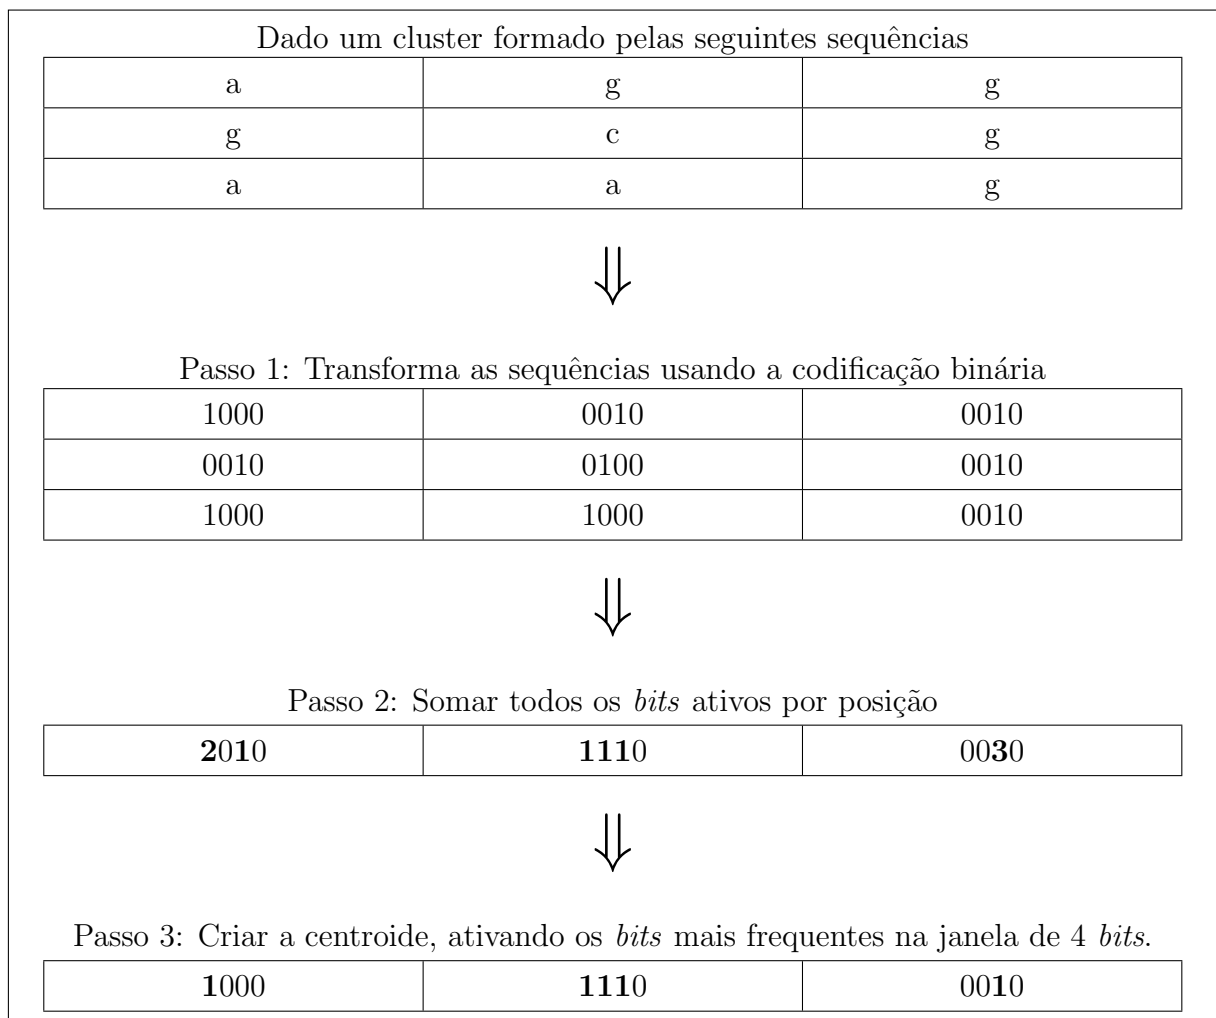 Dado um cluster formado pelas seguintes sequências
a g g
g c g
a a g
⇓
Passo 1: Transforma as sequências usando a codificação binária
1000 0010 0010
0010 0100 0010
1000 1000 0010
⇓
Passo 2: Somar todos os bits ativos por posição
2010 1110 0030
⇓
Passo 3: Criar a centroide, ativando os bits mais frequentes na janela de 4 bits.
1000 1110 0010